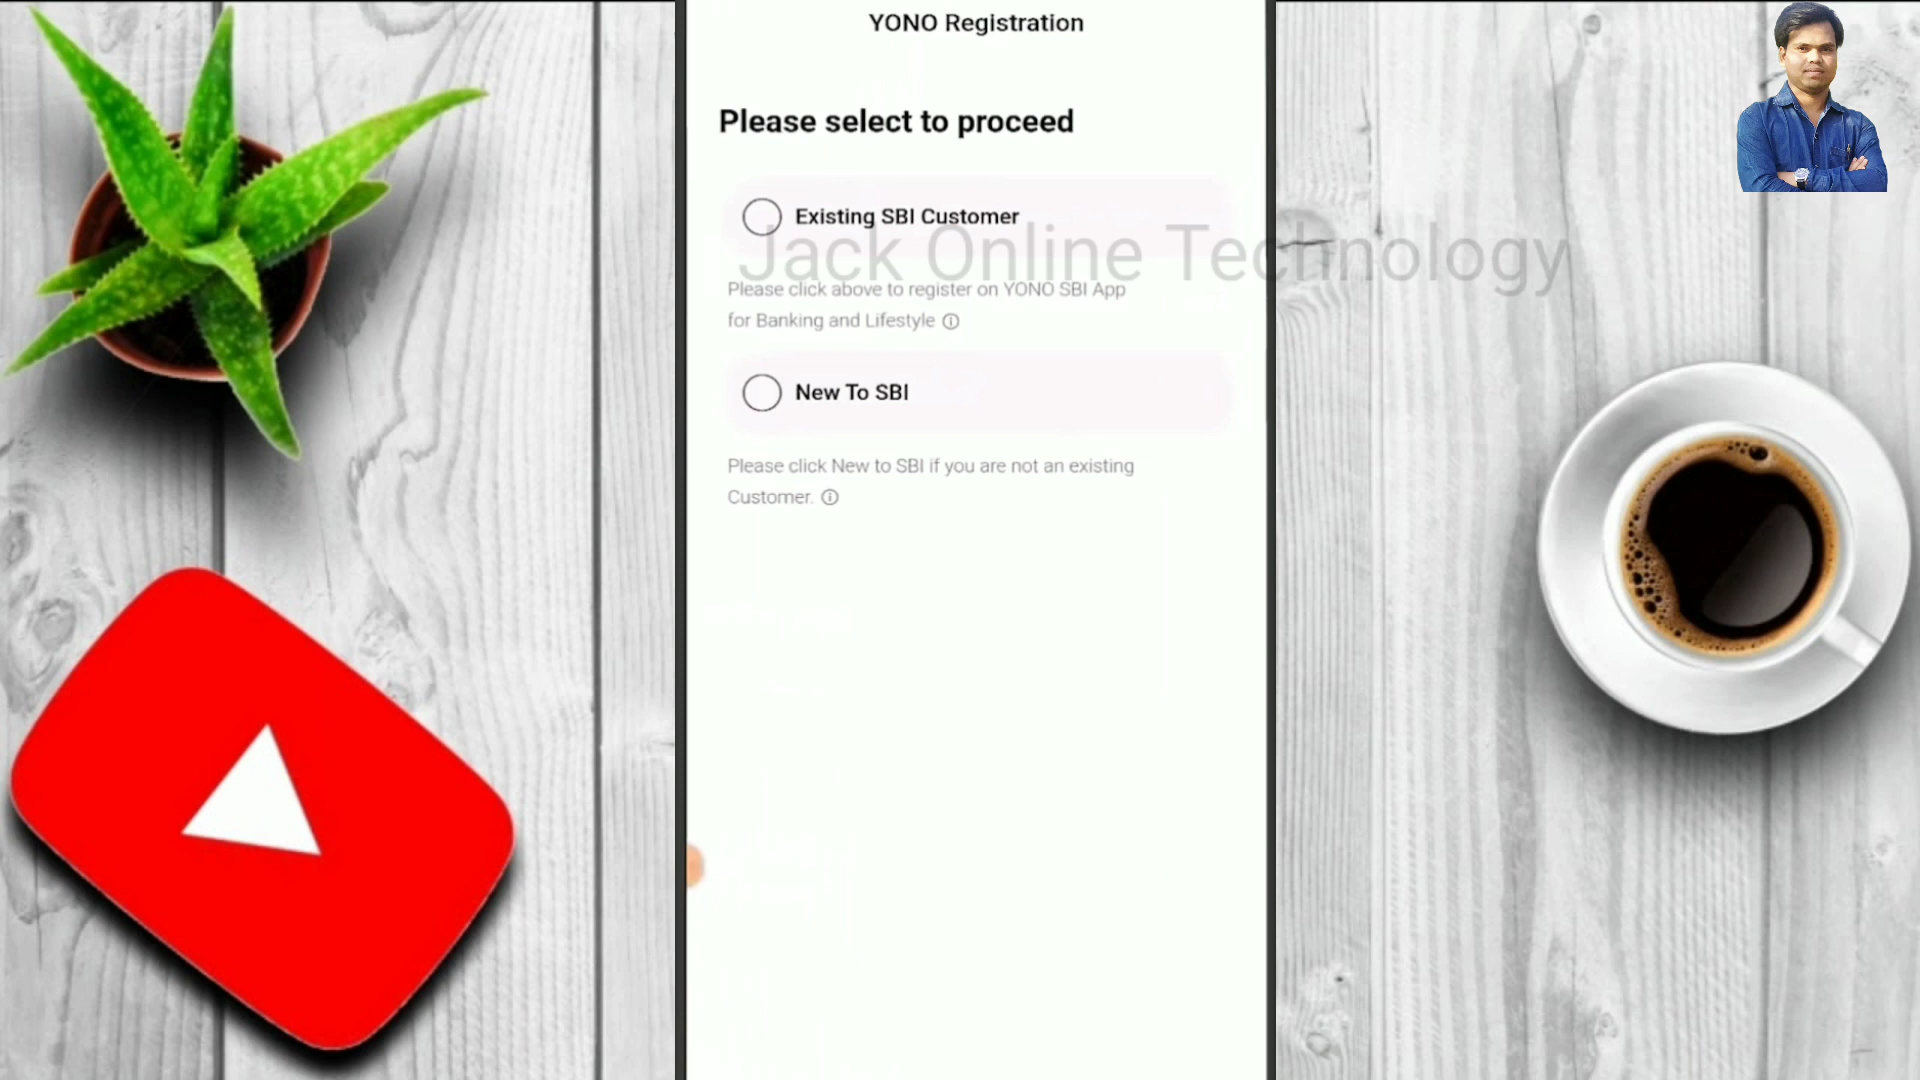 YONO Registration
Please select to proceed
Existing SBI Customer
Jack Online Technology
Please click above to register on YONO SBI App
for Banking and Lifestyle
New To SBI
Please click New to SBI if you are not an existing
Customer.